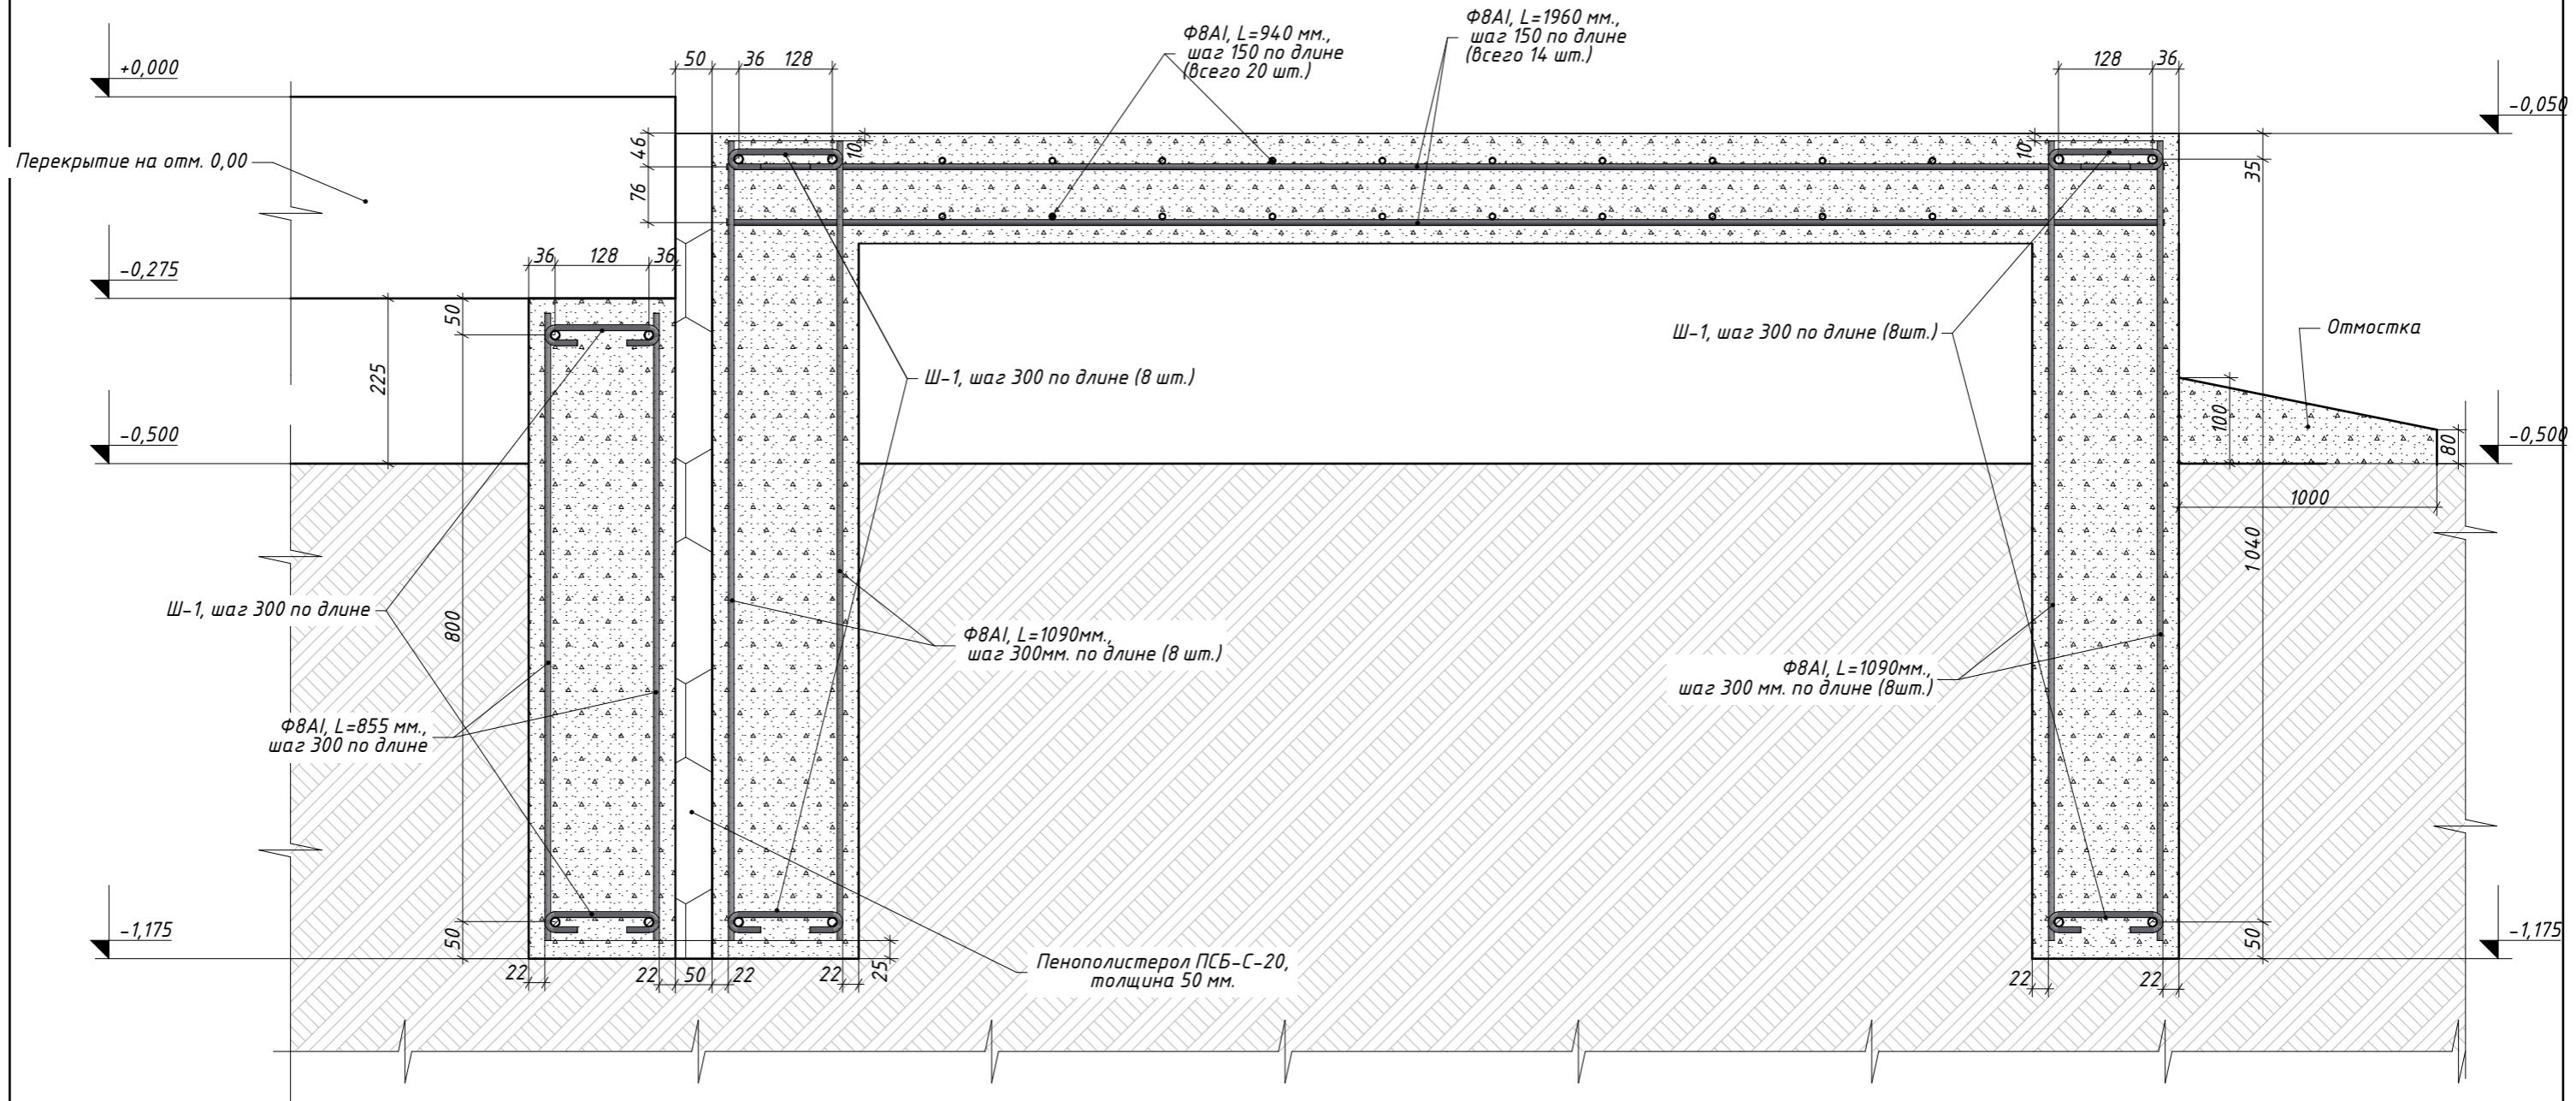 Ф8АI, L=1960 мм.,
шаг 150 по длине
(всего 14 шт.)
Ф8АI, L=940 мм.,
шаг 150 по длине
(всего 20 шт.)
+0,000
50
36
128
128
36
-0,050
Перекрытие на отм. 0,00
46
10
10
35
76
-0,275
36
128
36
50
225
Ш-1, шаг 300 по длине (8шт.)
Отмостка
Ш-1, шаг 300 по длине (8 шт.)
100
80
-0,500
-0,500
1000
1040
Ш-1, шаг 300 по длине
800
Ф8АI, L=1090мм.,
шаг 300мм. по длине (8 шт.)
Ф8АI, L=1090мм.,
шаг 300 мм. по длине (8шт.)
Ф8АI, L=855 мм.,
шаг 300 по длине
-1,175
50
50
-1,175
Пенополистерол ПСБ-С-20,
толщина 50 мм.
22
22
50
22
22
25
22
22